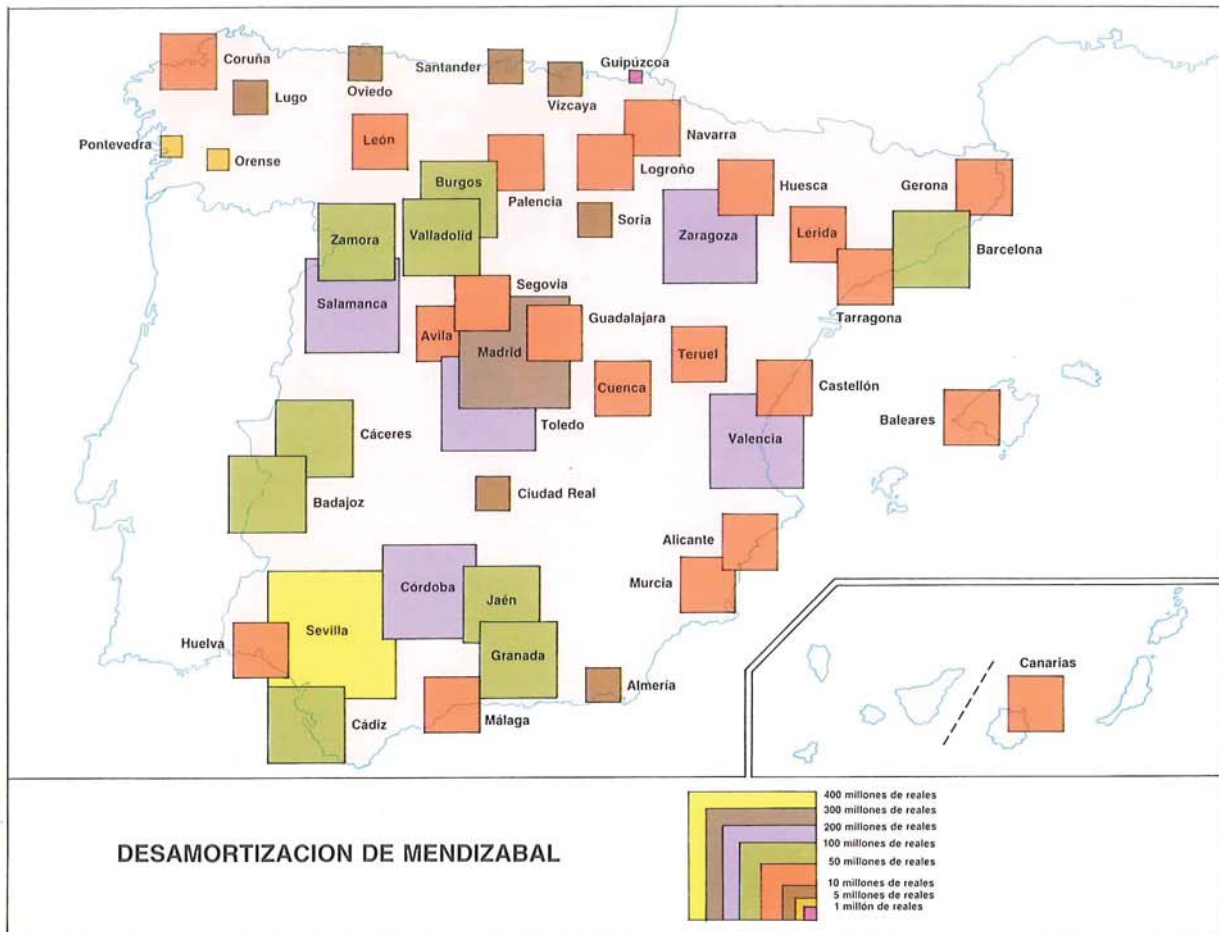 Coruña
Lugo
Oviedo
Santander
Vizcaya
Guipúzcoa
Pontevedra
Orense
León
Navarra
Logroño
Palencia
Burgos
Soria
Huesca
Gerona
Zaragoza
Lérida
Barcelona
Zamora
Valladolid
Tarragona
Salamanca
Segovia
Avila
Madrid
Guadalajara
Teruel
Cuenca
Castellón
Toledo
Valencia
Baleares
Cáceres
Badajoz
Ciudad Real
Alicante
Murcia
Córdoba
Jaén
Huelva
Sevilla
Granada
Almería
Cádiz
Málaga
Canarias
DESAMORTIZACION DE MENDIZABAL
400 millones de reales
300 millones de reales
200 millones de reales
100 millones de reales
50 millones de reales
10 millones de reales
5 millones de reales
1 millón de reales